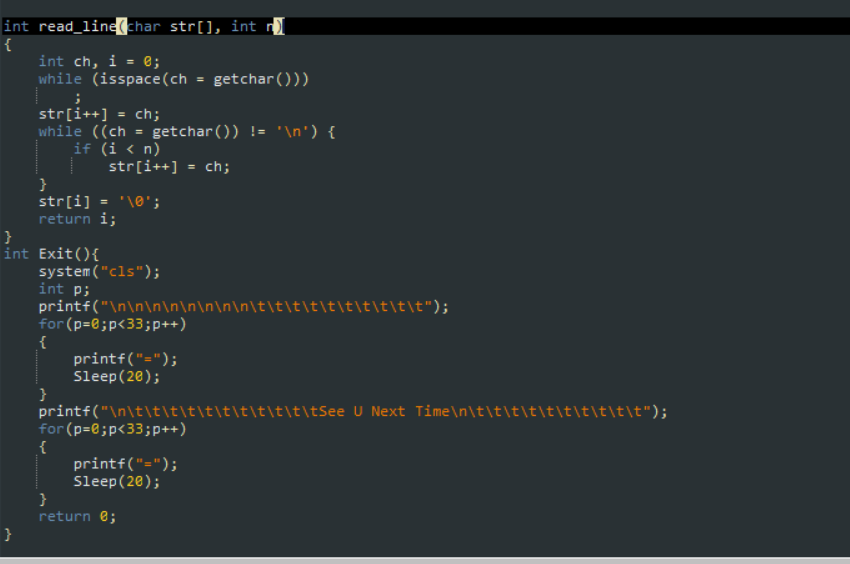 int read_line(char str[], int n)
{
    int ch, i = 0;
    while (isspace(ch = getchar()))
        ;
    str[i++] = ch;
    while ((ch = getchar()) != '\n') {
        if (i < n)
            str[i++] = ch;
    }
    str[i] = '\0';
    return i;
}
int Exit(){
    system("cls");
    int p;
    printf("\n\n\n\n\n\n\n\n\t\t\t\t\t\t\t\t\t\t");
    for(p=0;p<33;p++)
    {
        printf("=");
        Sleep(20);
    }
    printf("\n\t\t\t\t\t\t\t\t\t\t\tSee U Next Time\n\t\t\t\t\t\t\t\t\t\t");
    for(p=0;p<33;p++)
    {
        printf("=");
        Sleep(20);
    }
    return 0;
}